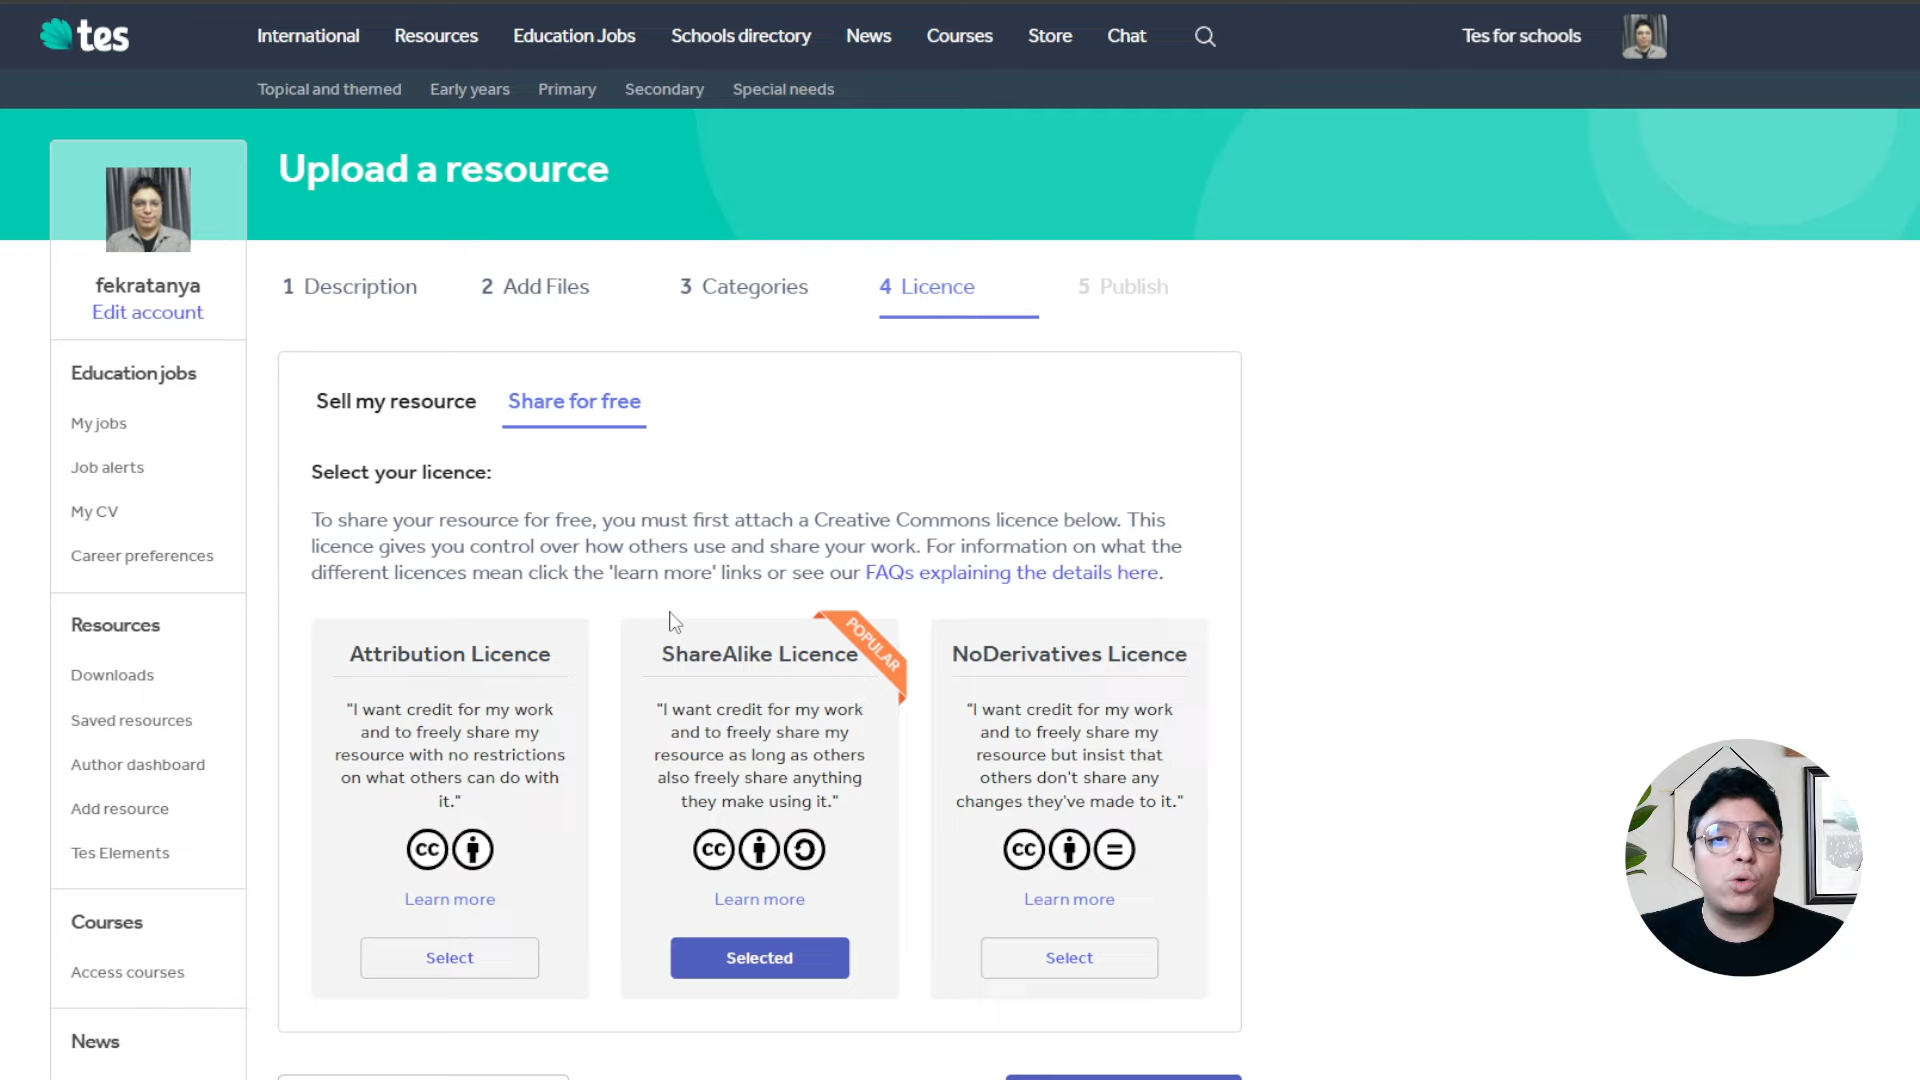 tes
International Resources Education Jobs Schools directory News Courses Store Chat Tes for schools
Topical and themed Early years Primary Secondary Special needs
Upload a resource
fekratanya
Edit account
1 Description 2 Add Files 3 Categories 4 Licence 5 Publish
Education jobs
My jobs
Job alerts
My CV
Career preferences
Resources
Downloads
Saved resources
Author dashboard
Add resource
Tes Elements
Courses
Access courses
News
Sell my resource Share for free
Select your licence:
To share your resource for free, you must first attach a Creative Commons licence below. This
licence gives you control over how others use and share your work. For information on what the
different licences mean click the 'learn more' links or see our FAQs explaining the details here.
Attribution Licence
"I want credit for my work
and to freely share my
resource with no restrictions
on what others can do with
it."
cc
Learn more
Select
POPULAR
ShareAlike Licence
"I want credit for my work
and to freely share my
resource as long as others
also freely share anything
they make using it."
cc
Learn more
Selected
NoDerivatives Licence
"I want credit for my work
and to freely share my
resource but insist that
others don't share any
changes they've made to it."
cc
Learn more
Select